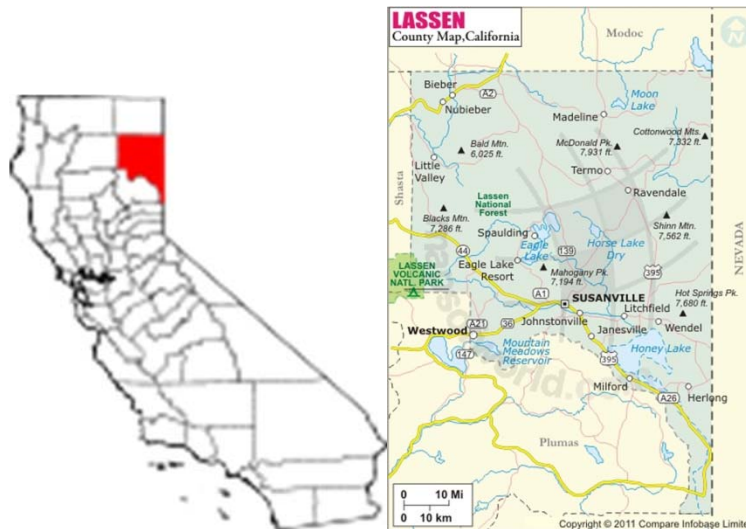 LASSEN
County Map,California
Modoc
Bieber
A2
Nubieber
Moon
Lake
Madeline
Cottonwood Mts.
7,332 ft.
Bald Mtn.
6,025 ft.
McDonald Pk.
7,931 ft.
Little
Valley
Termo
Ravendale
Shasta
Lassen
National
Forest
Blacks Mtn.
7,286 ft.
Shinn Mtn.
7,562 ft.
NEVADA
Spaulding
Eagle
Lake
139
Horse Lake
Dry
44
Eagle Lake
Resort
395
LASSEN
VOLCANIC
NATL. PARK
Mahogany Pk.
7,194 ft.
Hot Springs Pk.
7,680 ft.
A1
SUSANVILLE
Litchfield
A21
36
Johnstonville
Wendel
Westwood
Janesville
147
Mountain
Meadows
Reservoir
395
Honey Lake
Milford
A26
Herlong
Plumas
0 10 Mi
0 10 km
Copyright © 2011 Compare Infobase Limite